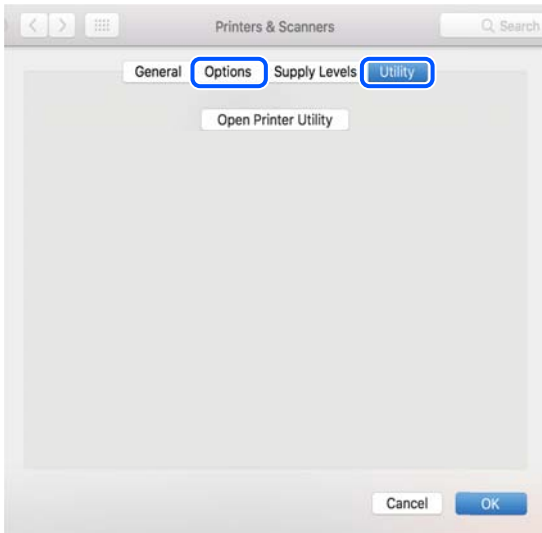 Printers & Scanners Search
General Options Supply Levels Utility
Open Printer Utility
Cancel OK